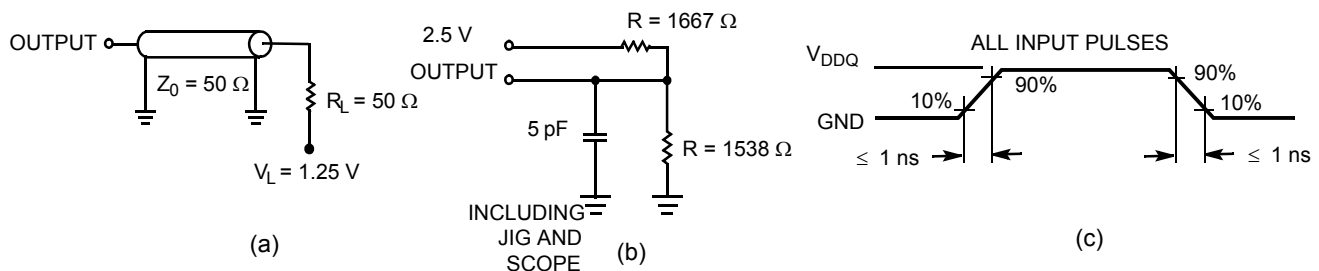 OUTPUT
Z0 = 50 Ω
RL = 50 Ω
VL = 1.25 V
(a)
R = 1667 Ω
2.5 V
OUTPUT
5 pF
R = 1538 Ω
INCLUDING
JIG AND
SCOPE
(b)
ALL INPUT PULSES
VDDQ
90%
90%
10%
10%
GND
≤ 1 ns
≤ 1 ns
(c)